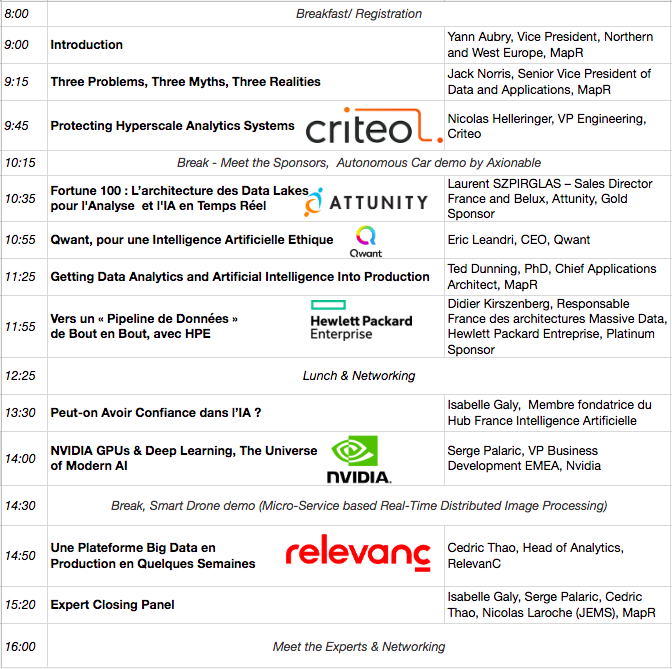 8:00 Breakfast/ Registration
9:00 Introduction
Yann Aubry, Vice President, Northern
and West Europe, MapR
9:15 Three Problems, Three Myths, Three Realities
Jack Norris, Senior Vice President of
Data and Applications, MapR
9:45 Protecting Hyperscale Analytics Systems
criteo.
Nicolas Helleringer, VP Engineering,
Criteo
10:15 Break - Meet the Sponsors, Autonomous Car demo by Axionable
10:35 Fortune 100 : L'architecture des Data Lakes
pour l'Analyse et l'IA en Temps Réel
ATTUNITY
Laurent SZPIRGLAS – Sales Director
France and Belux, Attunity, Gold
Sponsor
10:55 Qwant, pour une Intelligence Artificielle Ethique
Qwant
Eric Leandri, CEO, Qwant
11:25 Getting Data Analytics and Artificial Intelligence Into Production
Ted Dunning, PhD, Chief Applications
Architect, MapR
11:55 Vers un « Pipeline de Données »
de Bout en Bout, avec HPE
Hewlett Packard
Enterprise
Didier Kirszenberg, Responsable
France des architectures Massive Data,
Hewlett Packard Entreprise, Platinum
Sponsor
12:25 Lunch & Networking
13:30 Peut-on Avoir Confiance dans l'IA ?
Isabelle Galy, Membre fondatrice du
Hub France Intelligence Artificielle
14:00 NVIDIA GPUs & Deep Learning, The Universe
of Modern AI
NVIDIA.
Serge Palaric, VP Business
Development EMEA, Nvidia
14:30 Break, Smart Drone demo (Micro-Service based Real-Time Distributed Image Processing)
14:50 Une Plateforme Big Data en
Production en Quelques Semaines
relevanc
Cedric Thao, Head of Analytics,
RelevanC
15:20 Expert Closing Panel
Isabelle Galy, Serge Palaric, Cedric
Thao, Nicolas Laroche (JEMS), MapR
16:00 Meet the Experts & Networking